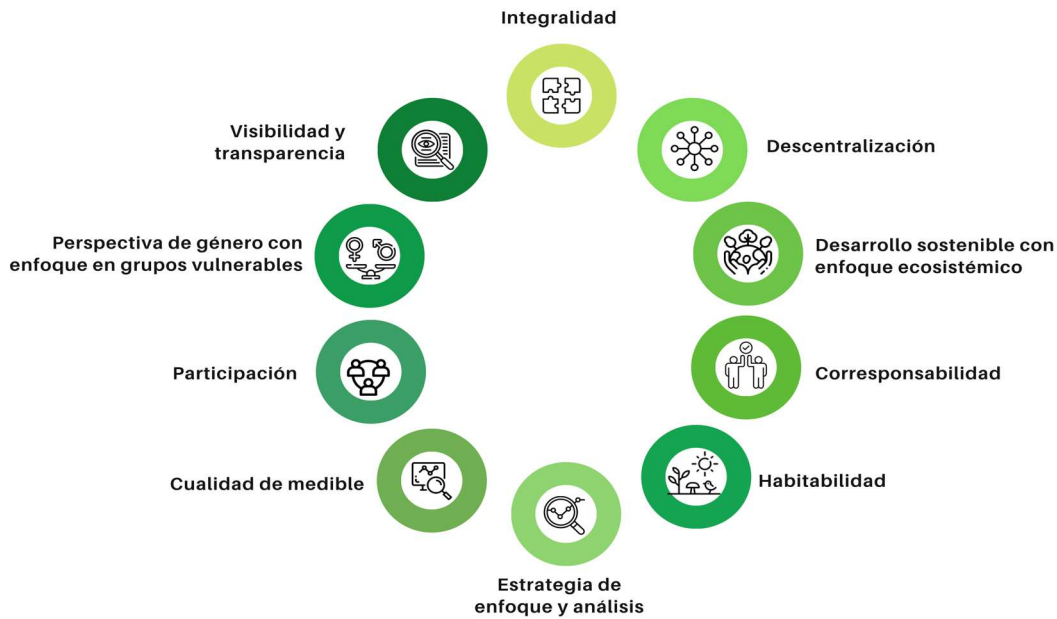 Integralidad
Visibilidad y
transparencia
Descentralización
Perspectiva de género con
enfoque en grupos vulnerables
Desarrollo sostenible con
enfoque ecosistémico
Participación
Corresponsabilidad
Cualidad de medible
Habitabilidad
Estrategia de
enfoque y análisis